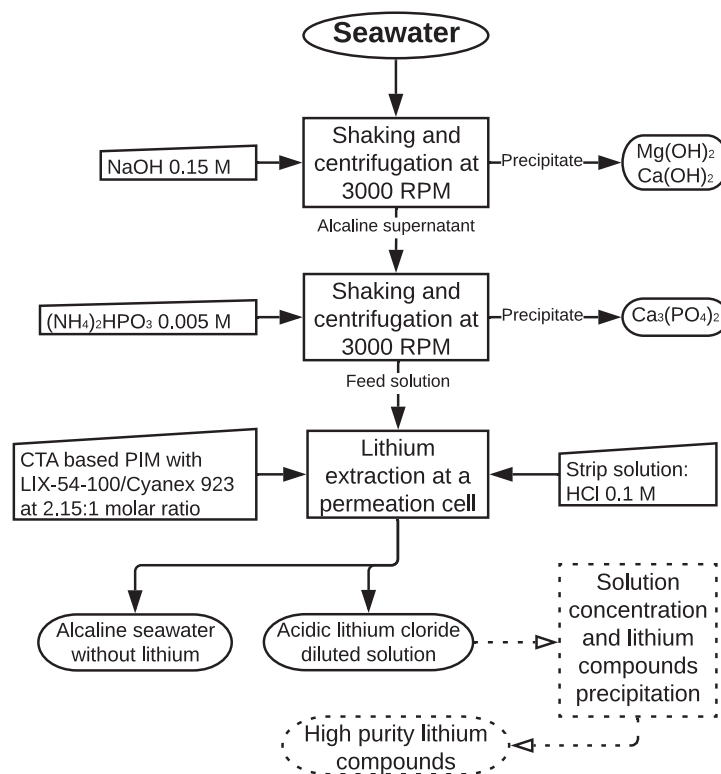 Seawater
Shaking and
centrifugation at
3000 RPM
NaOH 0.15 M
Precipitate
Mg(OH)₂
Ca(OH)₂
Alcaline supernatant
Shaking and
centrifugation at
3000 RPM
(NH₄)₂HPO₃ 0.005 M
Precipitate
Ca₃(PO₄)₂
Feed solution
CTA based PIM with
LIX-54-100/Cyanex 923
at 2.15:1 molar ratio
Lithium
extraction at a
permeation cell
Strip solution:
HCl 0.1 M
Alcaline seawater
without lithium
Acidic lithium cloride
diluted solution
Solution
concentration
and lithium
compounds
precipitation
High purity lithium
compounds